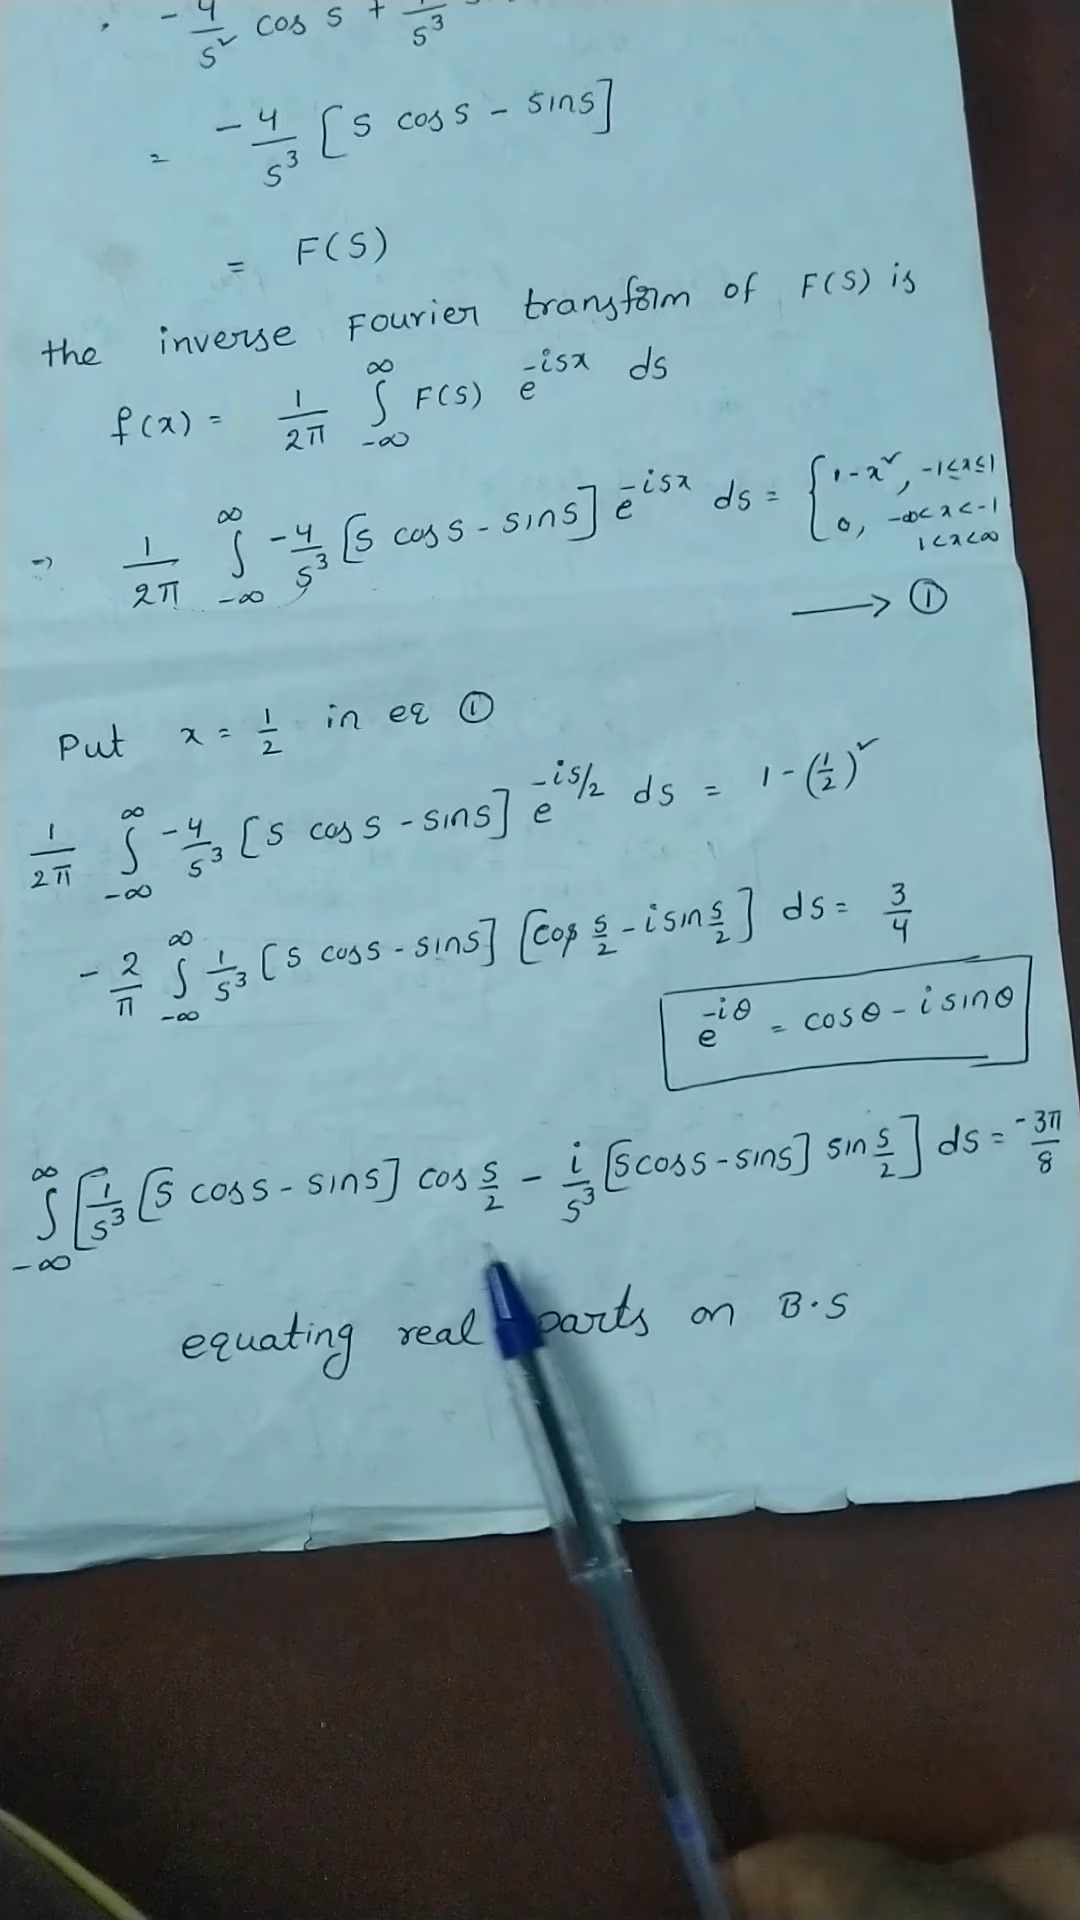 - 4/s² cos s + /s³
= -4/s³ [s cos s - sins]
= F(S)
the inverse Fourier transform of F(S) is
f(x) = 1/2π ∫_{-∞}^{∞} F(S) e^{-isx} ds
⇒ 1/2π ∫_{-∞}^{∞} -4/s³ [s cos s - sins] e^{-isx} ds = { 1-x², -1≤x≤1
0, -∞<x<-1
1<x<∞
⟶ ①
Put x = 1/2 in eq ①
1/2π ∫_{-∞}^{∞} -4/s³ [s cos s - sins] e^{-is/2} ds = 1-(1/2)²
- 2/π ∫_{-∞}^{∞} 1/s³ [s cos s - sins] [cos s/2 - i sin s/2] ds = 3/4
e^{-iθ} = cosθ - i sinθ
∫_{-∞}^{∞} [1/s³ [s cos s - sins] cos s/2 - i/s³ [s cos s - sins] sin s/2] ds = -3π/8
equating real parts on B.S